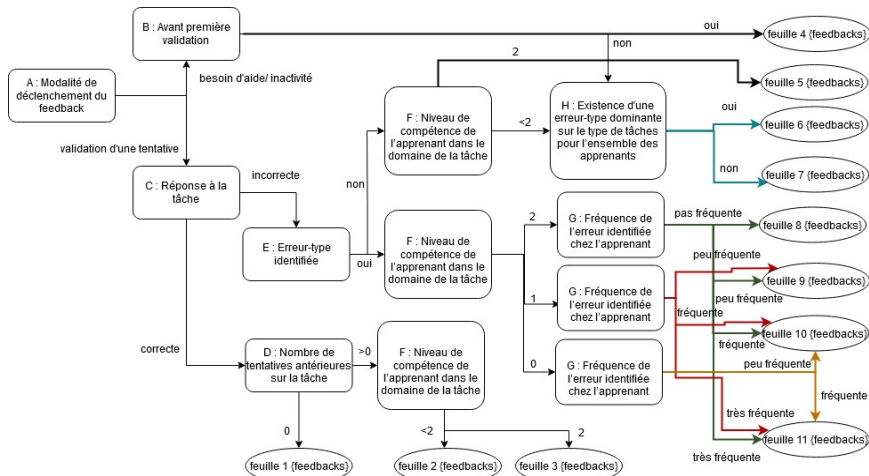 B : Avant première
validation
oui
feuille 4 {feedbacks}
non
2
A : Modalité de
déclenchement du
feedback
besoin d'aide/ inactivité
feuille 5 {feedbacks}
F : Niveau de
compétence de
l'apprenant dans le
domaine de la tâche
<2
H : Existence d'une
erreur-type dominante
sur le type de tâches
pour l'ensemble des
apprenants
oui
feuille 6 {feedbacks}
non
feuille 7 {feedbacks}
validation d'une tentative
C : Réponse à la
tâche
incorrecte
non
E : Erreur-type
identifiée
oui
F : Niveau de
compétence de
l'apprenant dans le
domaine de la tâche
2
G : Fréquence de
l'erreur identifiée
chez l'apprenant
pas fréquente
feuille 8 {feedbacks}
peu fréquente
feuille 9 {feedbacks}
peu fréquente
1
G : Fréquence de
l'erreur identifiée
chez l'apprenant
fréquente
feuille 10 {feedbacks}
fréquente
0
G : Fréquence de
l'erreur identifiée
chez l'apprenant
peu fréquente
fréquente
très fréquente
feuille 11 {feedbacks}
très fréquente
correcte
D : Nombre de
tentatives antérieures
sur la tâche
>0
F : Niveau de
compétence de
l'apprenant dans le
domaine de la tâche
0
<2
2
feuille 1 {feedbacks}
feuille 2 {feedbacks}
feuille 3 {feedbacks}